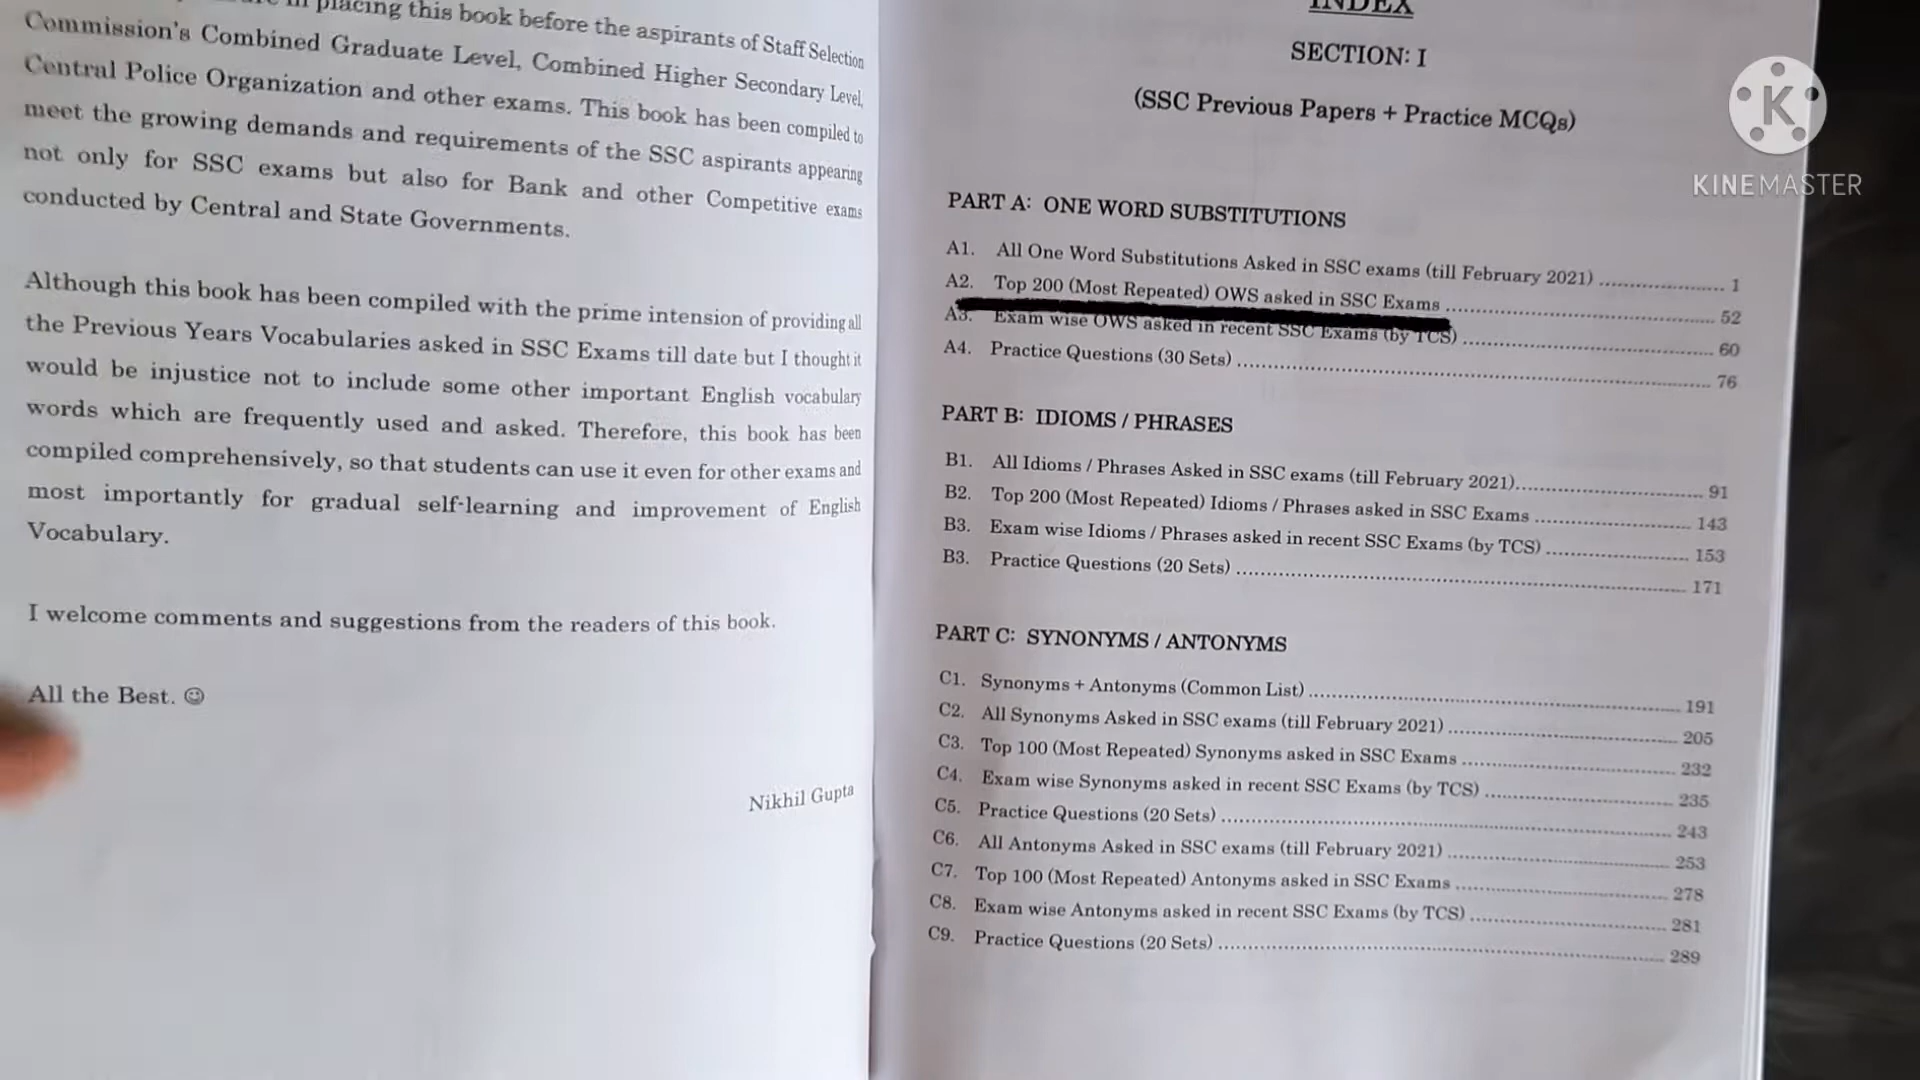 in placing this book before the aspirants of Staff Selection
Commission's Combined Graduate Level, Combined Higher Secondary Level,
Central Police Organization and other exams. This book has been compiled to
meet the growing demands and requirements of the SSC aspirants appearing
not only for SSC exams but also for Bank and other Competitive exams
conducted by Central and State Governments.
Although this book has been compiled with the prime intension of providing all
the Previous Years Vocabularies asked in SSC Exams till date but I thought it
would be injustice not to include some other important English vocabulary
words which are frequently used and asked. Therefore, this book has been
compiled comprehensively, so that students can use it even for other exams and
most importantly for gradual self-learning and improvement of English
Vocabulary.
I welcome comments and suggestions from the readers of this book.
All the Best. ☺
Nikhil Gupta
INDEX
SECTION: I
(SSC Previous Papers + Practice MCQs)
PART A: ONE WORD SUBSTITUTIONS
A1. All One Word Substitutions Asked in SSC exams (till February 2021) ........................ 1
A2. Top 200 (Most Repeated) OWS asked in SSC Exams ........................ 52
A3. Exam wise OWS asked in recent SSC Exams (by TCS) ........................ 60
A4. Practice Questions (30 Sets) ........................ 76
PART B: IDIOMS / PHRASES
B1. All Idioms / Phrases Asked in SSC exams (till February 2021)........................ 91
B2. Top 200 (Most Repeated) Idioms / Phrases asked in SSC Exams ........................ 143
B3. Exam wise Idioms / Phrases asked in recent SSC Exams (by TCS) ........................ 153
B3. Practice Questions (20 Sets) ........................ 171
PART C: SYNONYMS / ANTONYMS
C1. Synonyms + Antonyms (Common List) ........................ 191
C2. All Synonyms Asked in SSC exams (till February 2021) ........................ 205
C3. Top 100 (Most Repeated) Synonyms asked in SSC Exams ........................ 232
C4. Exam wise Synonyms asked in recent SSC Exams (by TCS) ........................ 235
C5. Practice Questions (20 Sets) ........................ 243
C6. All Antonyms Asked in SSC exams (till February 2021) ........................ 253
C7. Top 100 (Most Repeated) Antonyms asked in SSC Exams ........................ 278
C8. Exam wise Antonyms asked in recent SSC Exams (by TCS) ........................ 281
C9. Practice Questions (20 Sets) ........................ 289
K
KINEMASTER